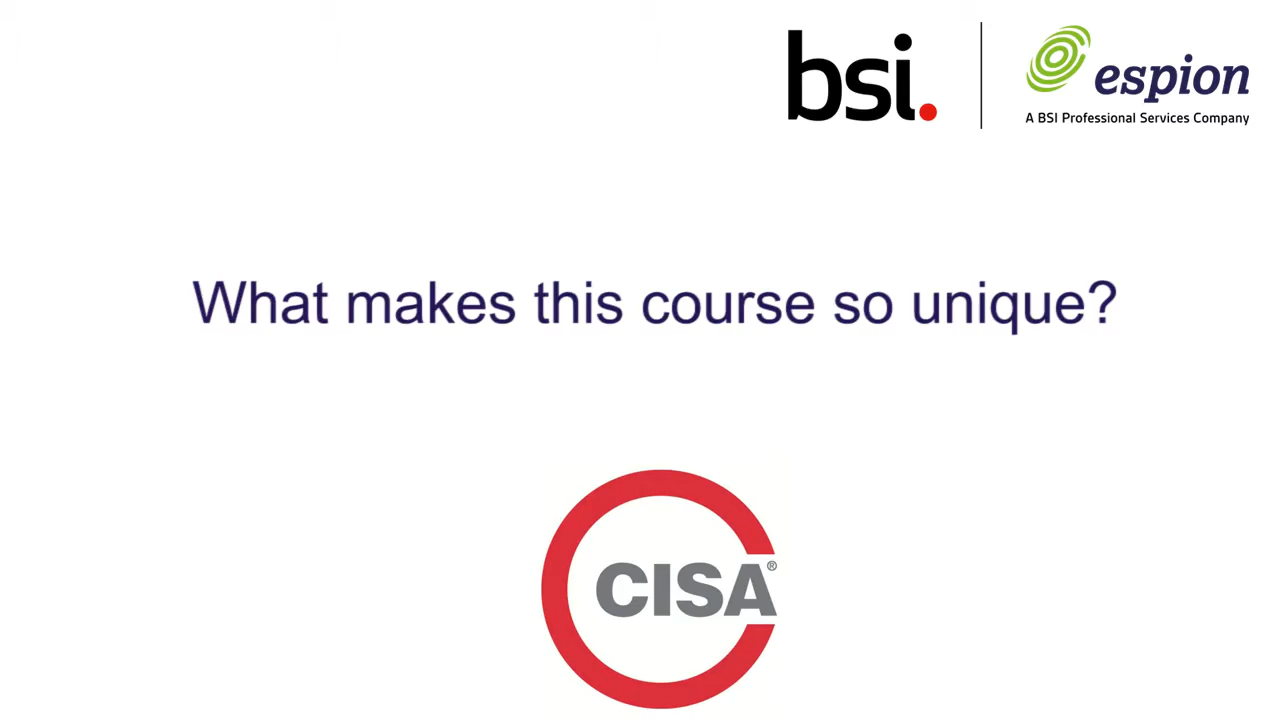 bsi.
espion
A BSI Professional Services Company
What makes this course so unique?
CISA®